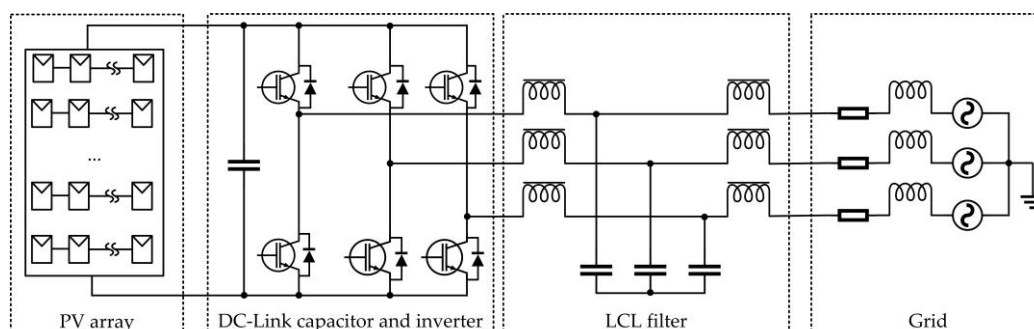 ...
PV array
DC-Link capacitor and inverter
LCL filter
Grid